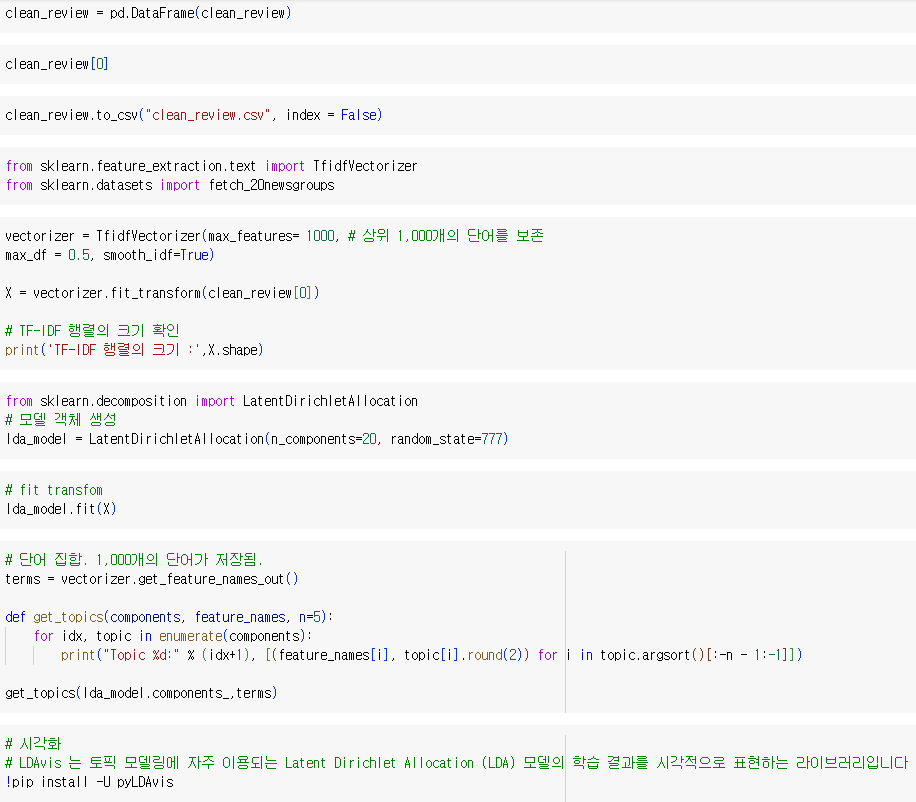 clean_review = pd.DataFrame(clean_review)
clean_review[0]
clean_review.to_csv("clean_review.csv", index = False)
from sklearn.feature_extraction.text import TfidfVectorizer
from sklearn.datasets import fetch_20newsgroups
vectorizer = TfidfVectorizer(max_features= 1000, # 상위 1,000개의 단어를 보존
max_df = 0.5, smooth_idf=True)
X = vectorizer.fit_transform(clean_review[0])
# TF-IDF 행렬의 크기 확인
print('TF-IDF 행렬의 크기 :',X.shape)
from sklearn.decomposition import LatentDirichletAllocation
# 모델 객체 생성
lda_model = LatentDirichletAllocation(n_components=20, random_state=777)
# fit transfom
lda_model.fit(X)
# 단어 집합. 1,000개의 단어가 저장됨.
terms = vectorizer.get_feature_names_out()
def get_topics(components, feature_names, n=5):
    for idx, topic in enumerate(components):
        print("Topic %d:" % (idx+1), [(feature_names[i], topic[i].round(2)) for i in topic.argsort()[:-n - 1:-1]])
get_topics(lda_model.components_,terms)
# 시각화
# LDAvis 는 토픽 모델링에 자주 이용되는 Latent Dirichlet Allocation (LDA) 모델의 학습 결과를 시각적으로 표현하는 라이브러리입니다
!pip install -U pyLDAvis